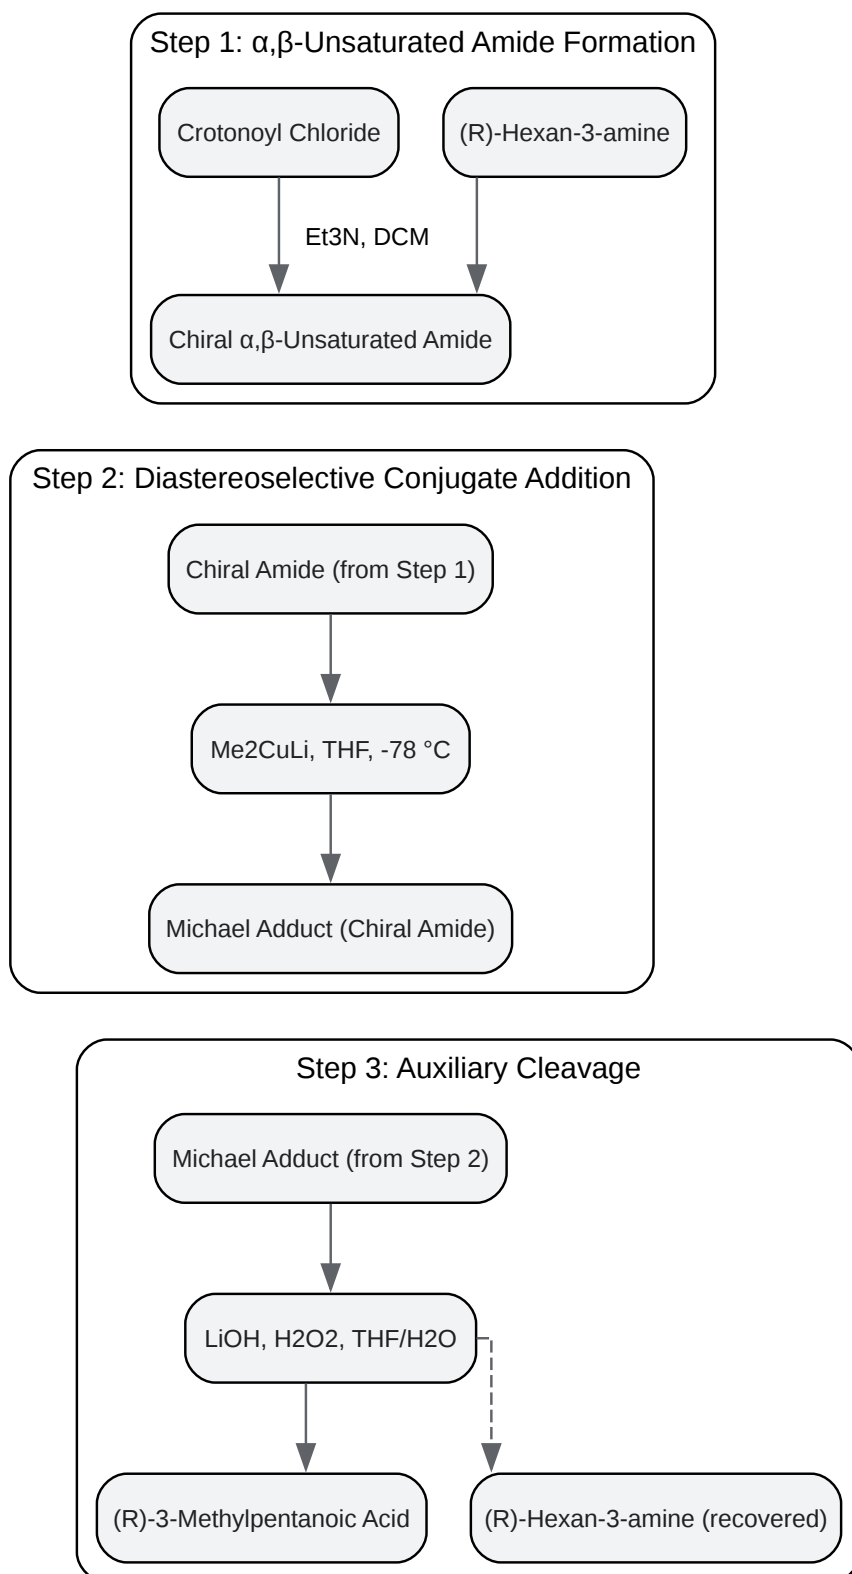 Step 1: α,β-Unsaturated Amide Formation
Crotonoyl Chloride
(R)-Hexan-3-amine
Et3N, DCM
Chiral α,β-Unsaturated Amide
Step 2: Diastereoselective Conjugate Addition
Chiral Amide (from Step 1)
Me2CuLi, THF, -78 °C
Michael Adduct (Chiral Amide)
Step 3: Auxiliary Cleavage
Michael Adduct (from Step 2)
LiOH, H2O2, THF/H2O
(R)-3-Methylpentanoic Acid
(R)-Hexan-3-amine (recovered)